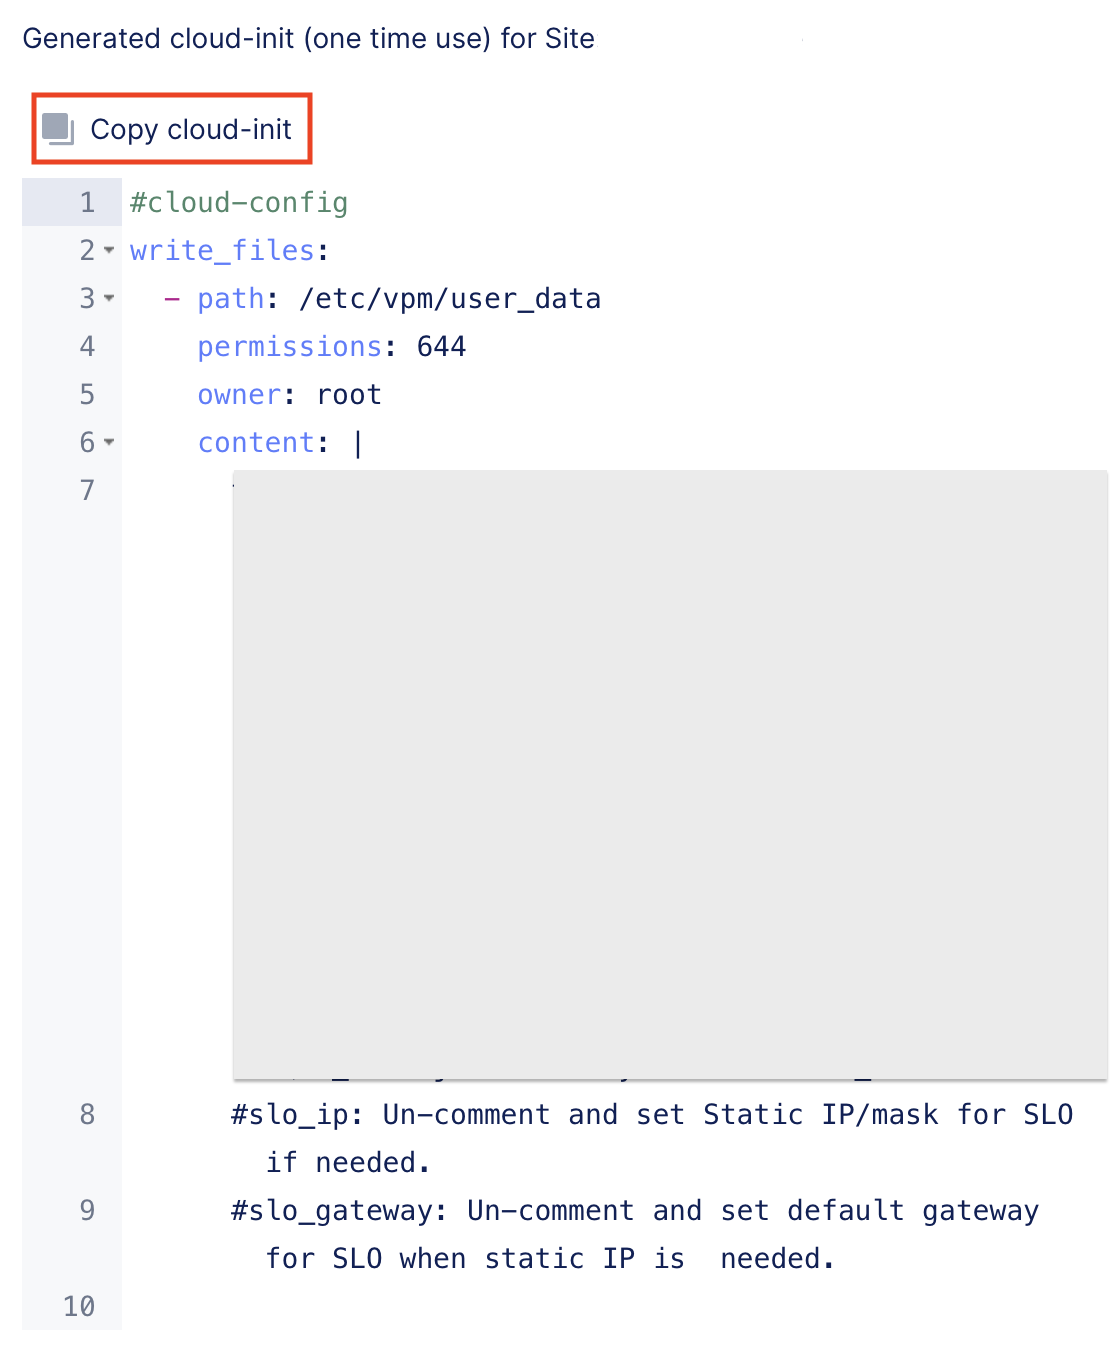 Generated cloud-init (one time use) for Site
Copy cloud-init
1 #cloud-config
2 write_files:
3 - path: /etc/vpm/user_data
4 permissions: 644
5 owner: root
6 content: |
7
8 #slo_ip: Un-comment and set Static IP/mask for SLO
if needed.
9 #slo_gateway: Un-comment and set default gateway
for SLO when static IP is  needed.
10